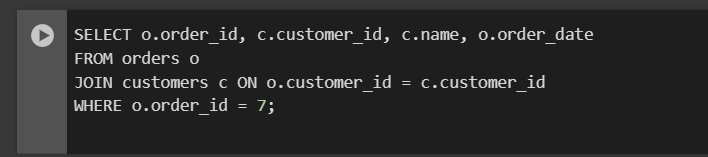 SELECT o.order_id, c.customer_id, c.name, o.order_date
FROM orders o
JOIN customers c ON o.customer_id = c.customer_id
WHERE o.order_id = 7;